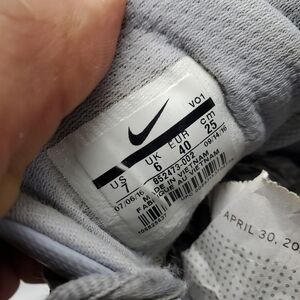 VO1
US UK EUR cm
7 6 40 25
852473-002
07/06/16 09/14/16
MADE IN VIETNAM
VIETNAM
APRIL 30, 20